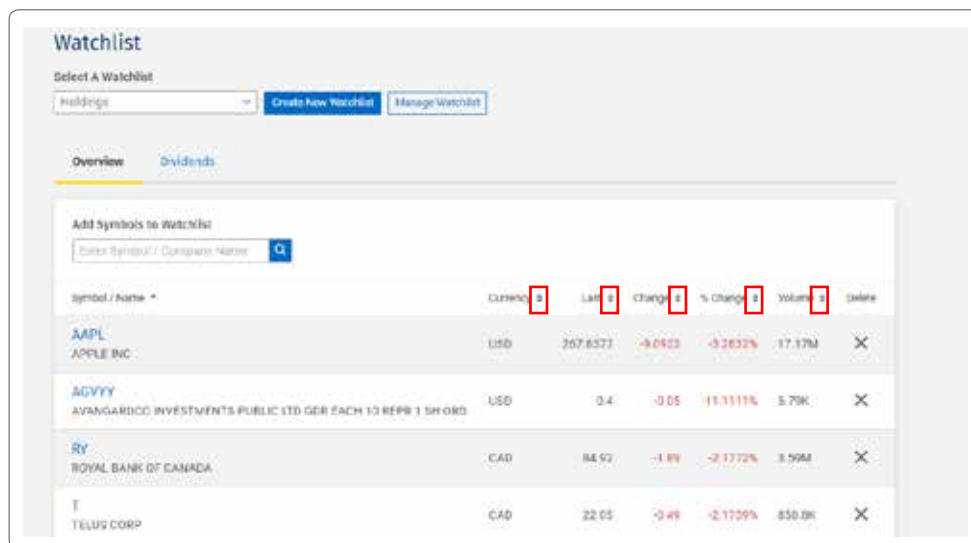 Watchlist
Select A Watchlist
Holdings Create New Watchlist Manage Watchlist
Overview Dividends
Add Symbols to Watchlist
Enter Symbol / Company Name
Symbol / Name Currency Last Change % Change Volume Delete
AAPL
APPLE INC
USD 267.6377 -9.0923 -3.2832% 17.17M
AGVYY
AVANGARDCO INVESTMENTS PUBLIC LTD GDR EACH 10 REPR 1 SH ORD
USD 0.4 -0.05 -11.1111% 5.79K
RY
ROYAL BANK OF CANADA
CAD 84.92 -1.89 -2.1772% 3.59M
T
TELUS CORP
CAD 22.05 -0.49 -2.1739%